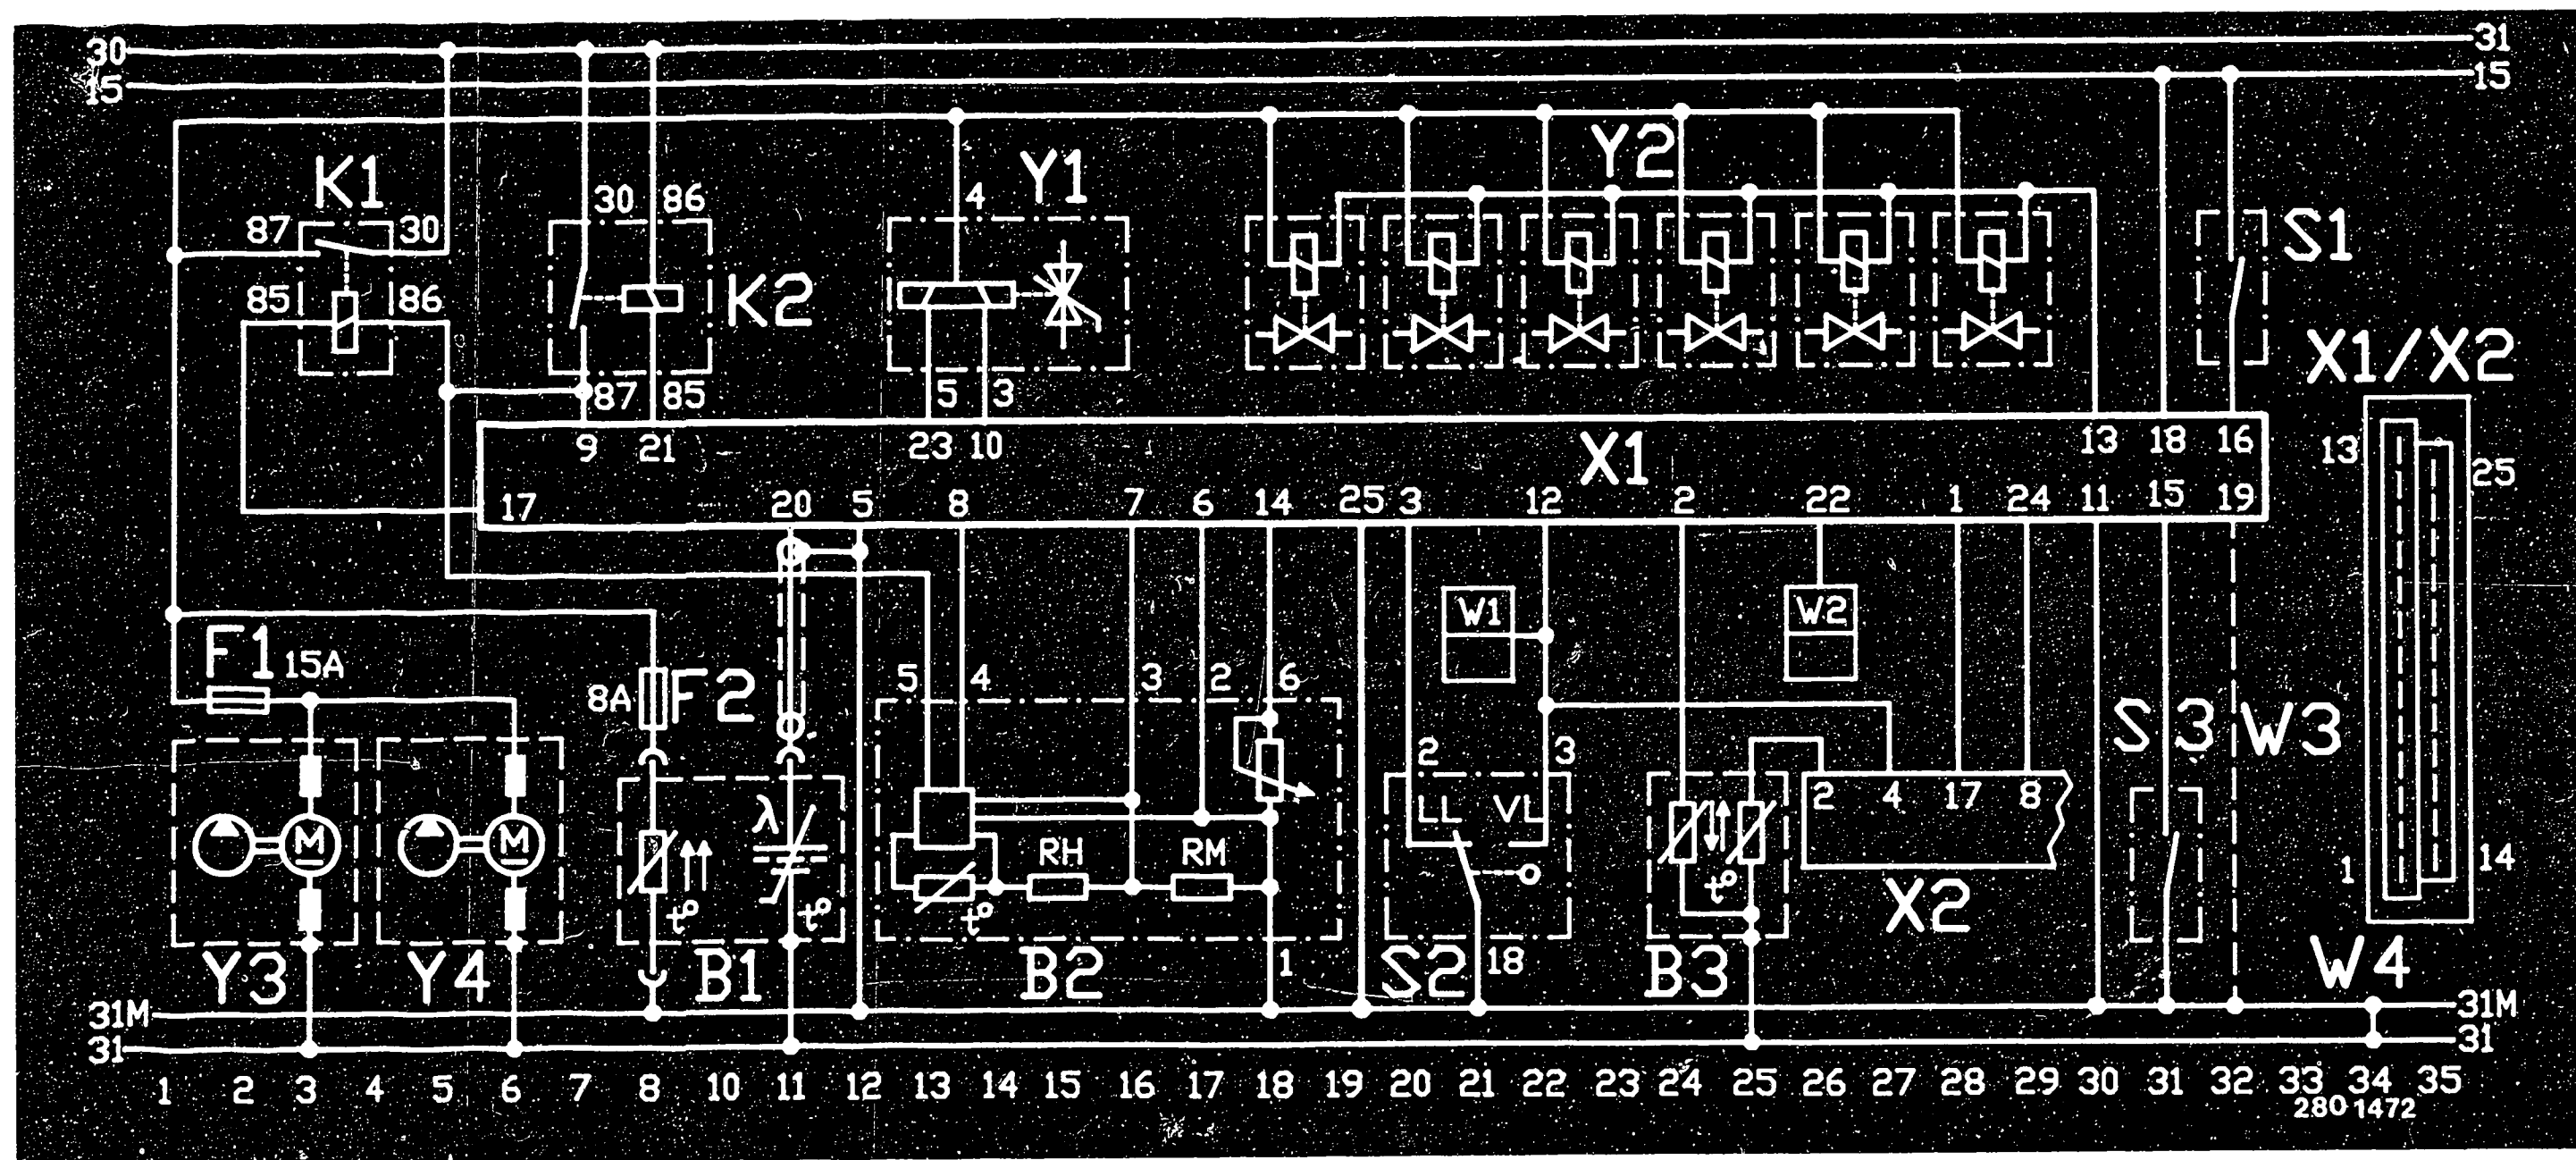 30 31
15 15
K1 Y1 Y2
87 30 30 86 4 S1
85 86 K2
87 85 5 3 X1/X2
9 21 23 10 X1 13 18 16 13 25
17 20 5 8 7 6 14 25 3 12 2 22 1 24 11 15 19
W1 W2
F1 15A 8A F2 5 4 3 2 6 S3 W3
2 3
λ LL VL 2 4 17 8
M M RH RM 1 14
t° t° t° t° X2
Y3 Y4 B1 B2 1 S2 18 B3 W4
31M 31M
31 31
1 2 3 4 5 6 7 8 10 11 12 13 14 15 16 17 18 19 20 21 22 23 24 25 26 27 28 29 30 31 32 33 34 35
280 1472